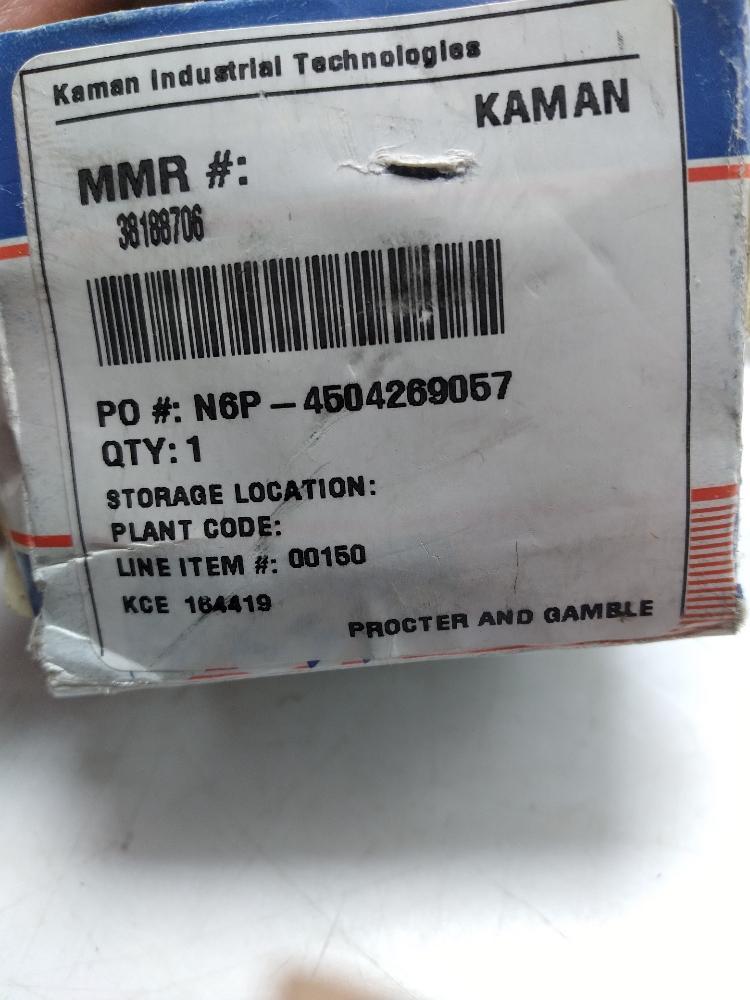 Kaman Industrial Technologies
KAMAN
MMR #:
38188706
PO #: N6P – 4504269057
QTY: 1
STORAGE LOCATION:
PLANT CODE:
LINE ITEM #: 00150
KCE 164419
PROCTER AND GAMBLE